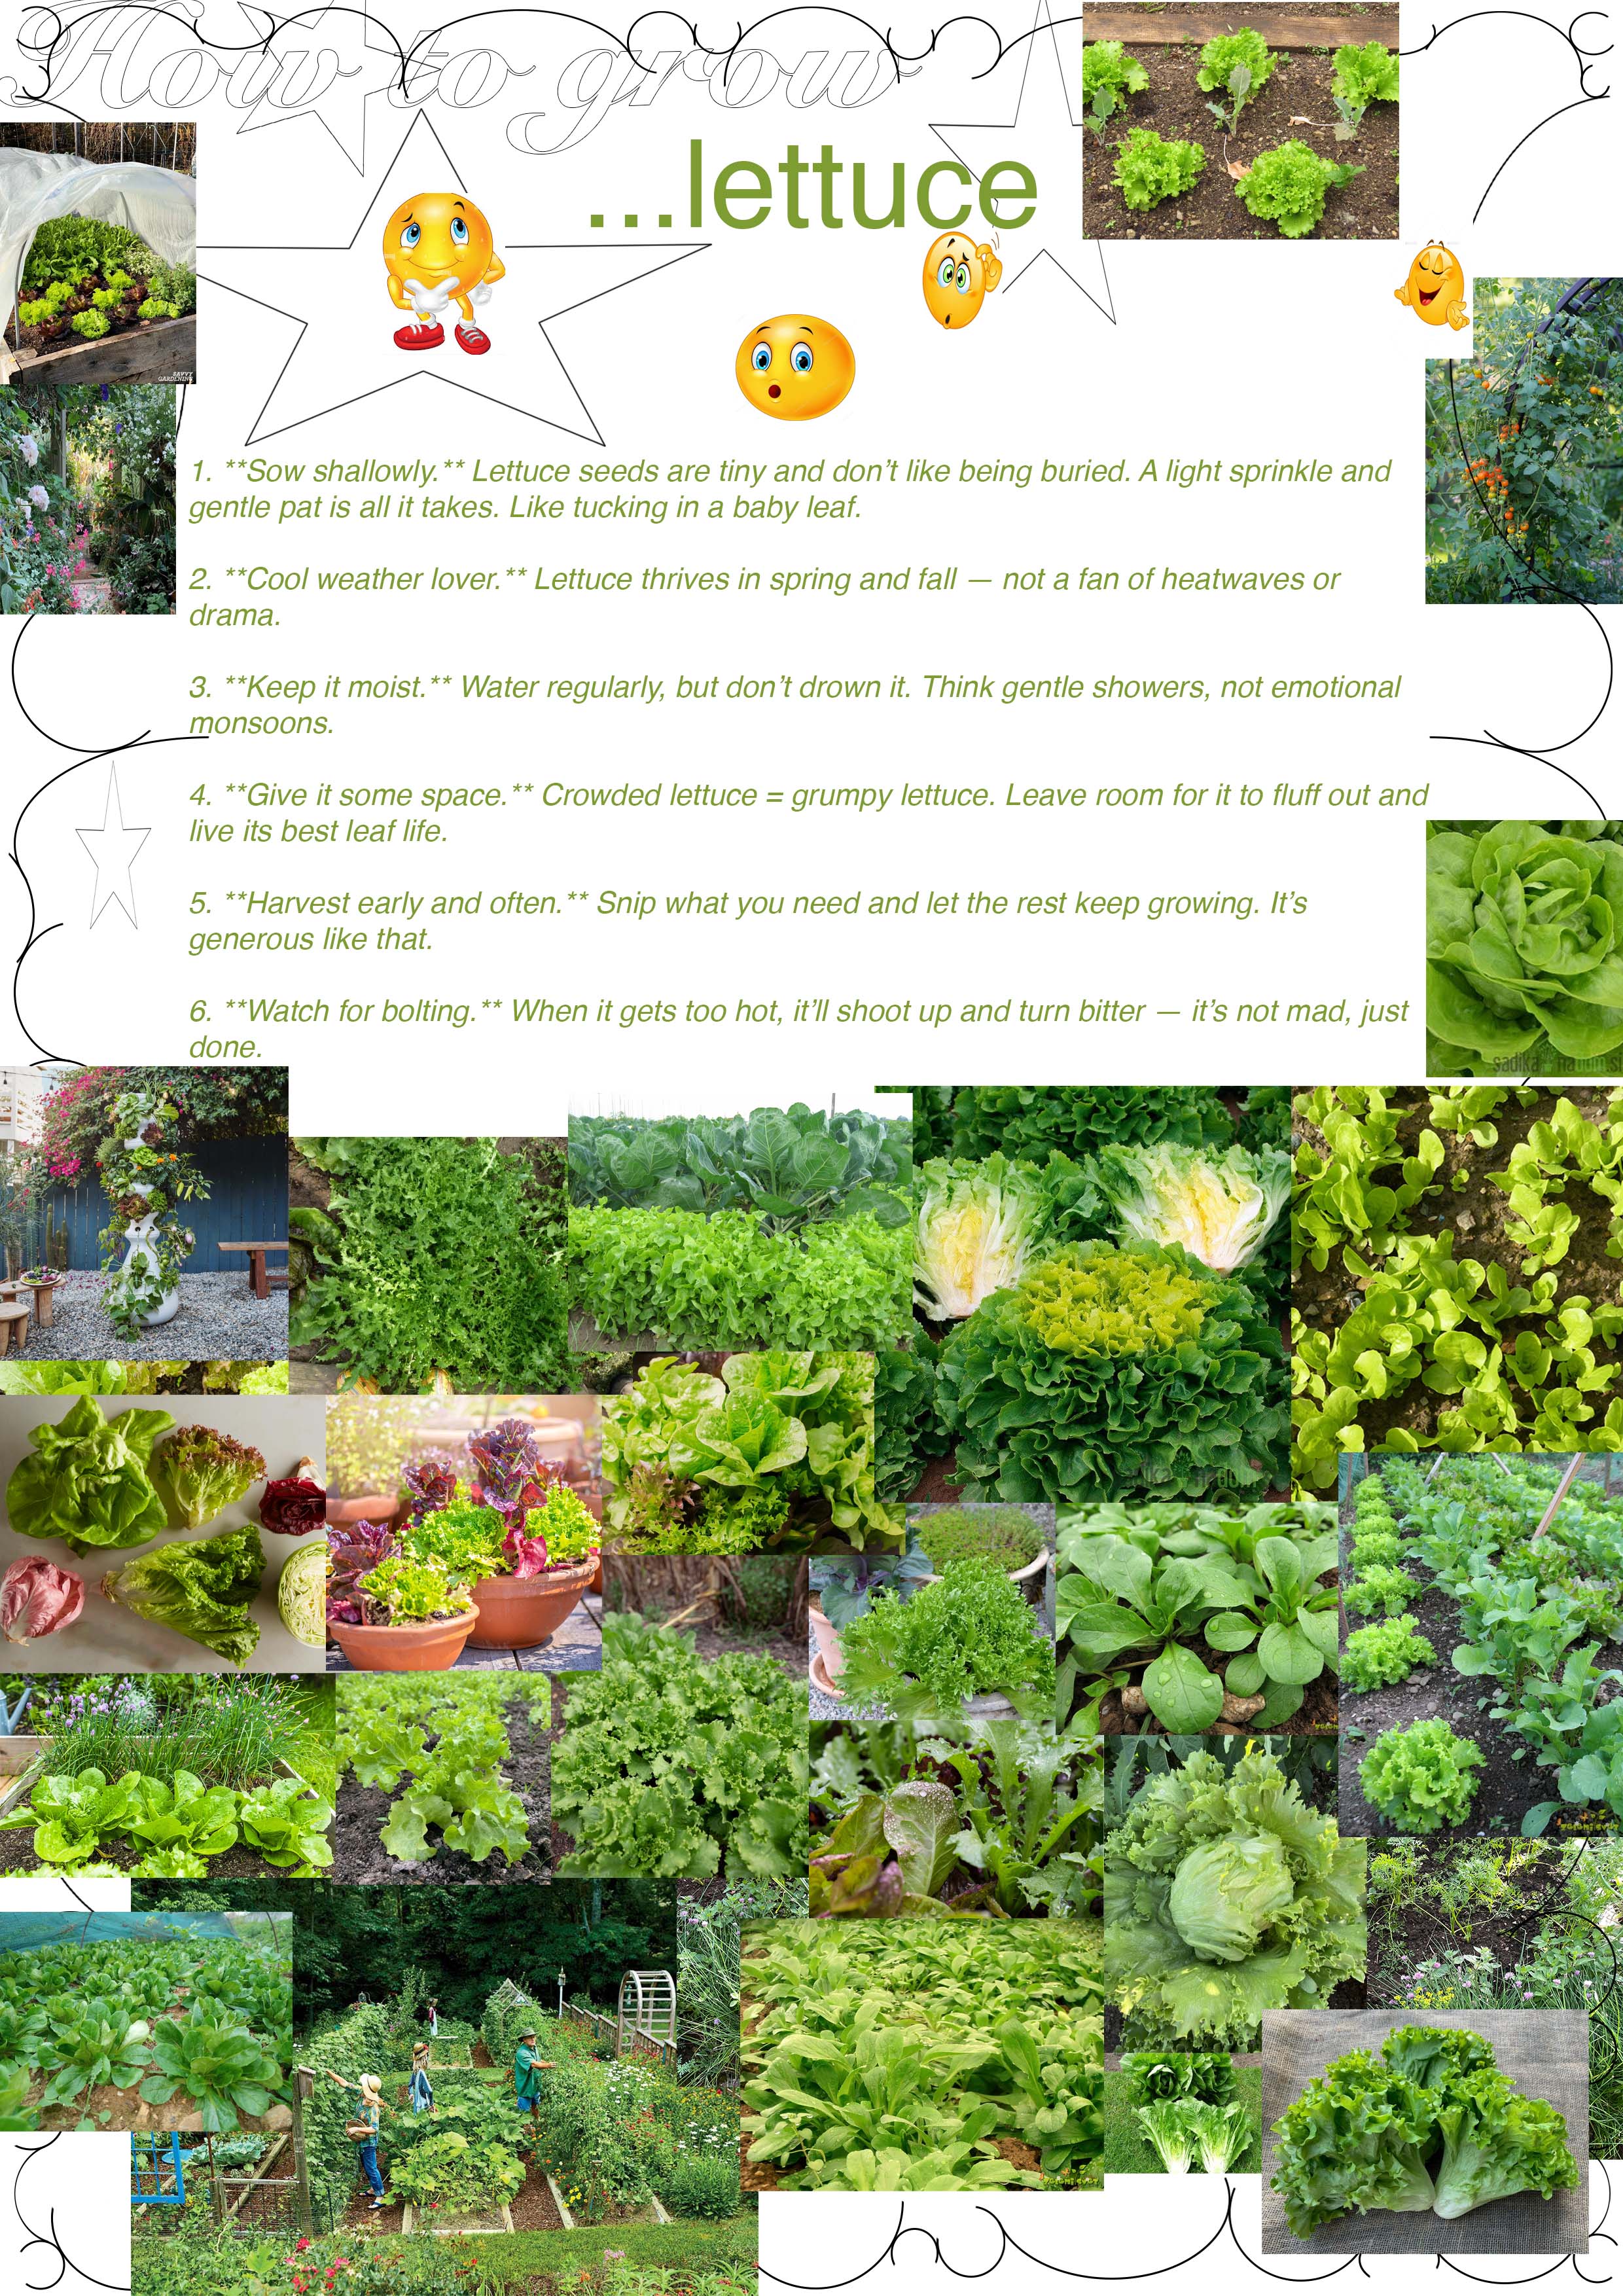 How to grow
...lettuce
SAVVY
GARDENING
1. **Sow shallowly.** Lettuce seeds are tiny and don’t like being buried. A light sprinkle and
gentle pat is all it takes. Like tucking in a baby leaf.
2. **Cool weather lover.** Lettuce thrives in spring and fall — not a fan of heatwaves or
drama.
3. **Keep it moist.** Water regularly, but don’t drown it. Think gentle showers, not emotional
monsoons.
4. **Give it some space.** Crowded lettuce = grumpy lettuce. Leave room for it to fluff out and
live its best leaf life.
5. **Harvest early and often.** Snip what you need and let the rest keep growing. It’s
generous like that.
6. **Watch for bolting.** When it gets too hot, it’ll shoot up and turn bitter — it’s not mad, just
done.